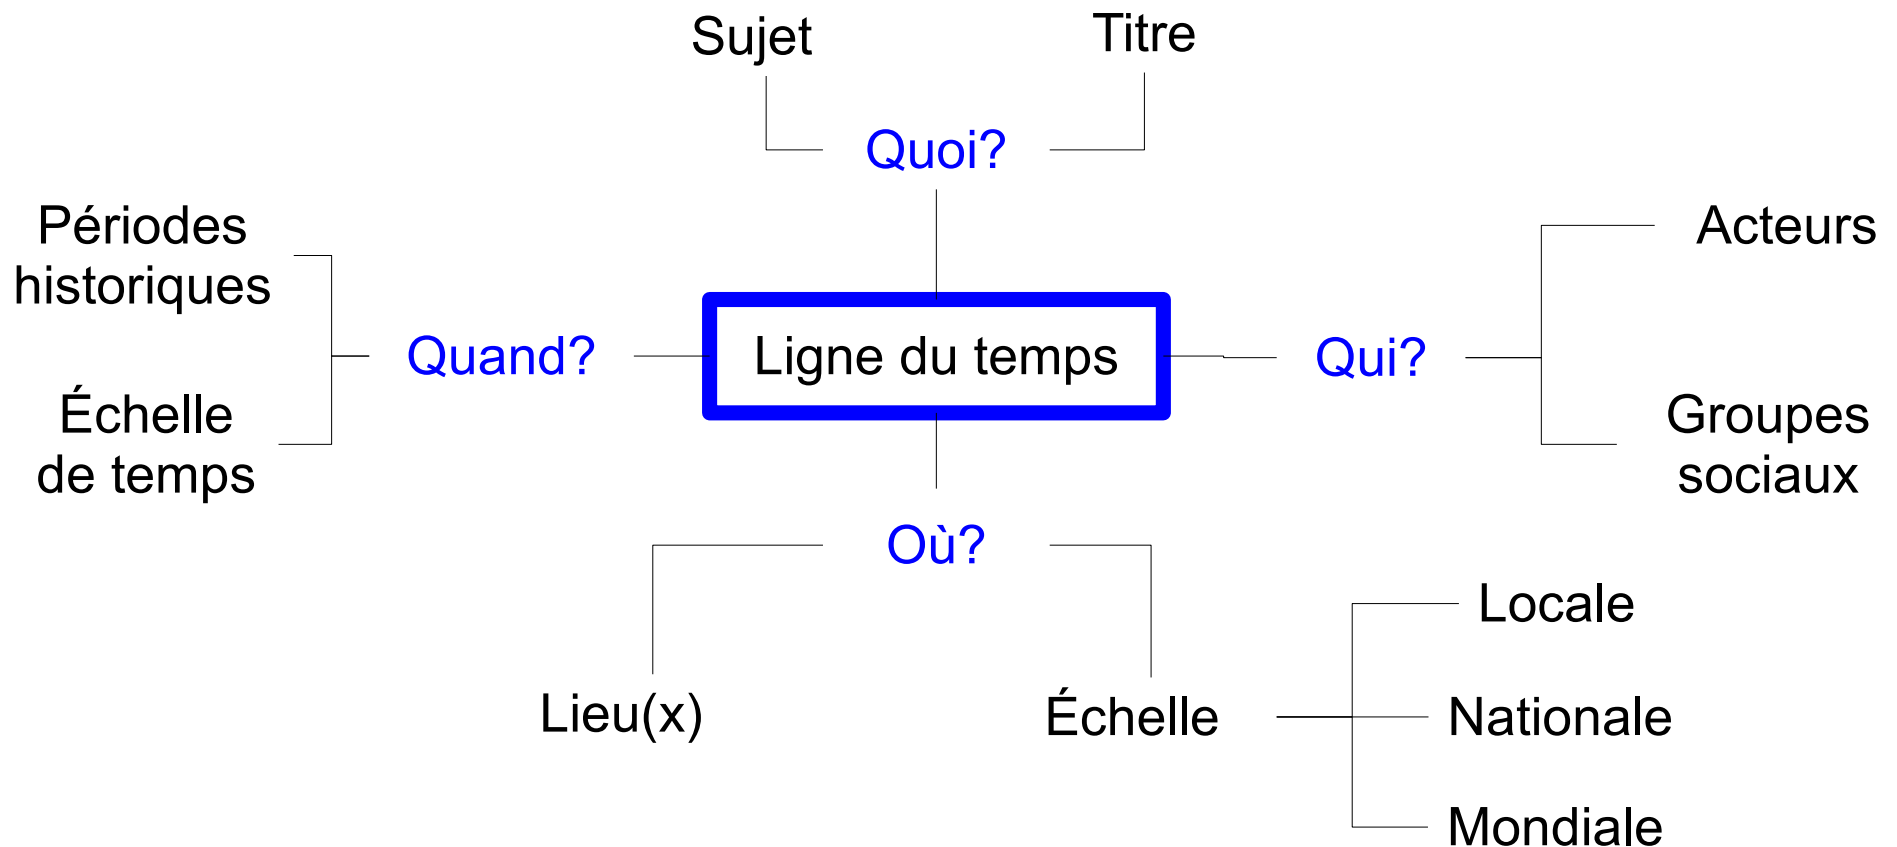 Sujet
Titre
Quoi?
Périodes
historiques
Acteurs
Quand?
Ligne du temps
Qui?
Échelle
de temps
Groupes
sociaux
Où?
Locale
Lieu(x)
Échelle
Nationale
Mondiale